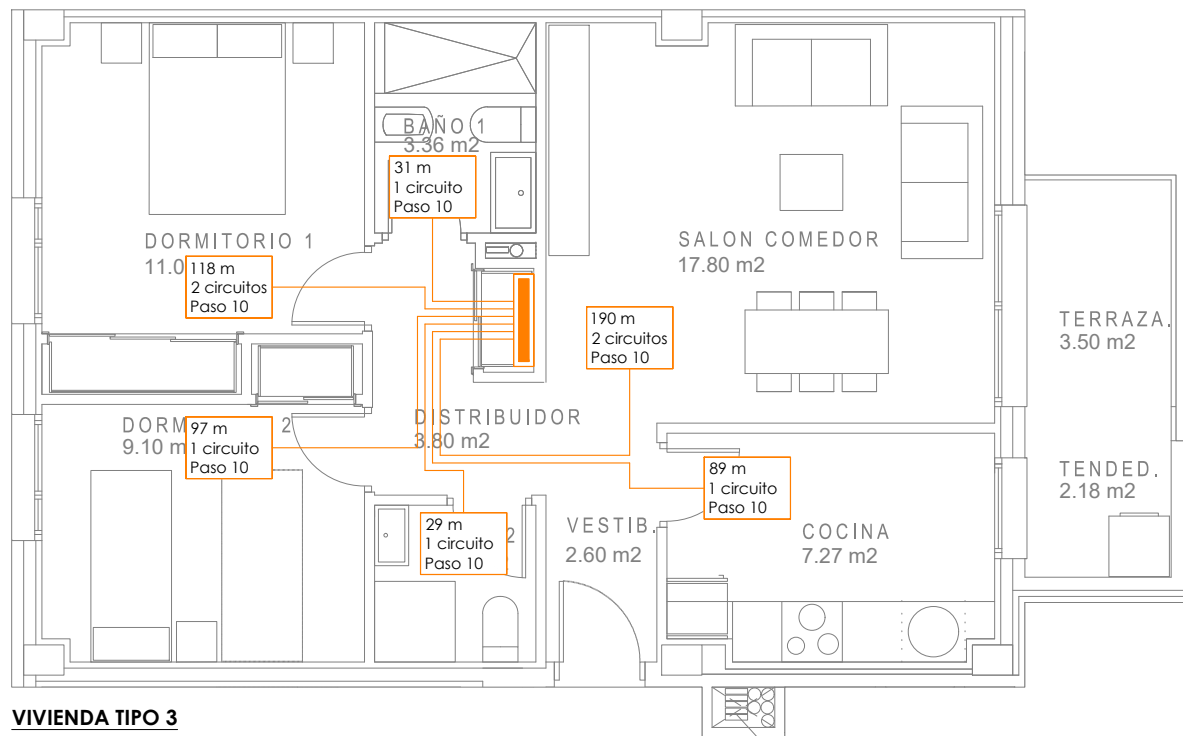 BAÑO 1
3.36 m2
31 m
1 circuito
Paso 10
DORMITORIO 1
11.0
118 m
2 circuitos
Paso 10
SALON COMEDOR
17.80 m2
190 m
2 circuitos
Paso 10
TERRAZA.
3.50 m2
DORM 2
9.10 m
97 m
1 circuito
Paso 10
DISTRIBUIDOR
3.80 m2
89 m
1 circuito
Paso 10
TENDED.
2.18 m2
29 m
1 circuito
Paso 10
2
VESTIB.
2.60 m2
COCINA
7.27 m2
VIVIENDA TIPO 3